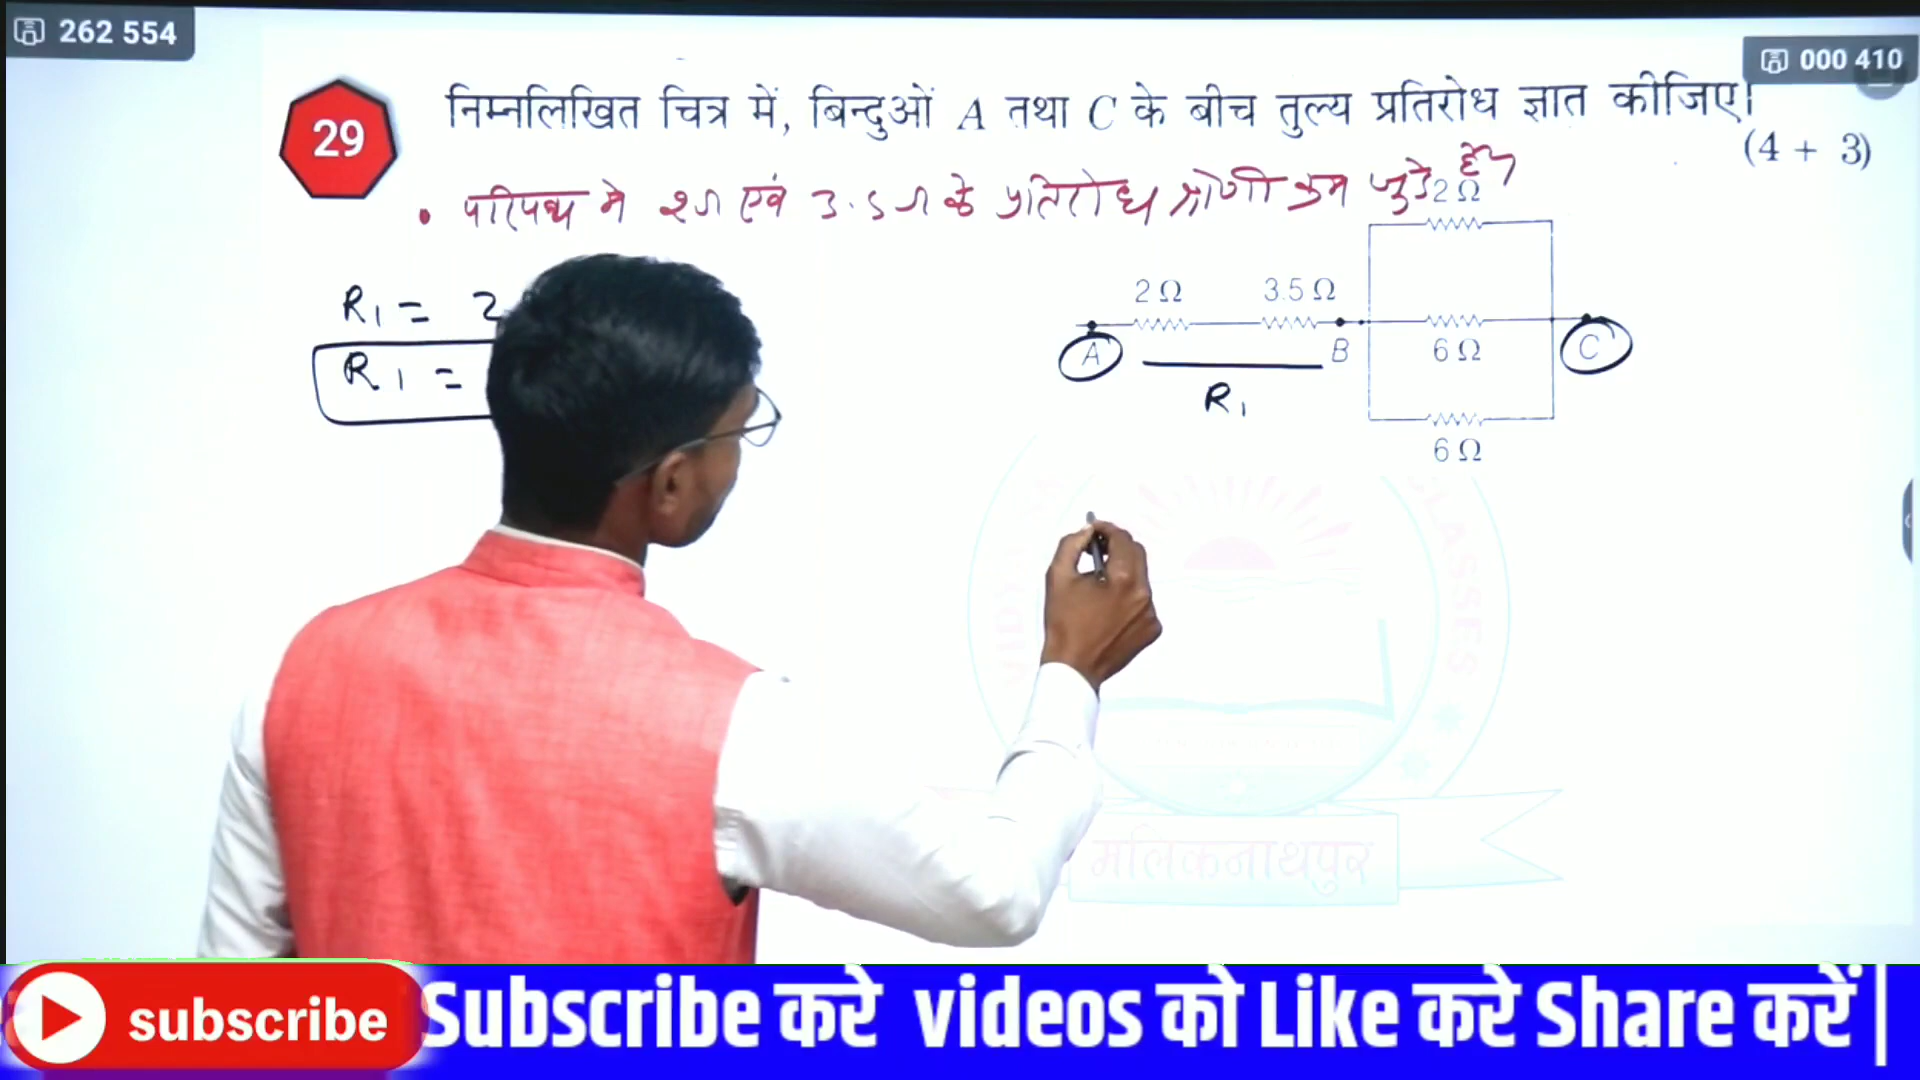 262 554
000 410
29
निम्नलिखित चित्र में, बिन्दुओं A तथा C के बीच तुल्य प्रतिरोध ज्ञात कीजिए।
(4 + 3)
• परिपथ मे 2Ω एवं 3.5Ω के प्रतिरोध श्रेणी क्रम जुडे है
2 Ω
R₁ = 2
R₁ =
2 Ω
3.5 Ω
A
B
6 Ω
C
R₁
6 Ω
CLASSES
मलिकनाथपुर
subscribe
Subscribe करे videos को Like करे Share करें |